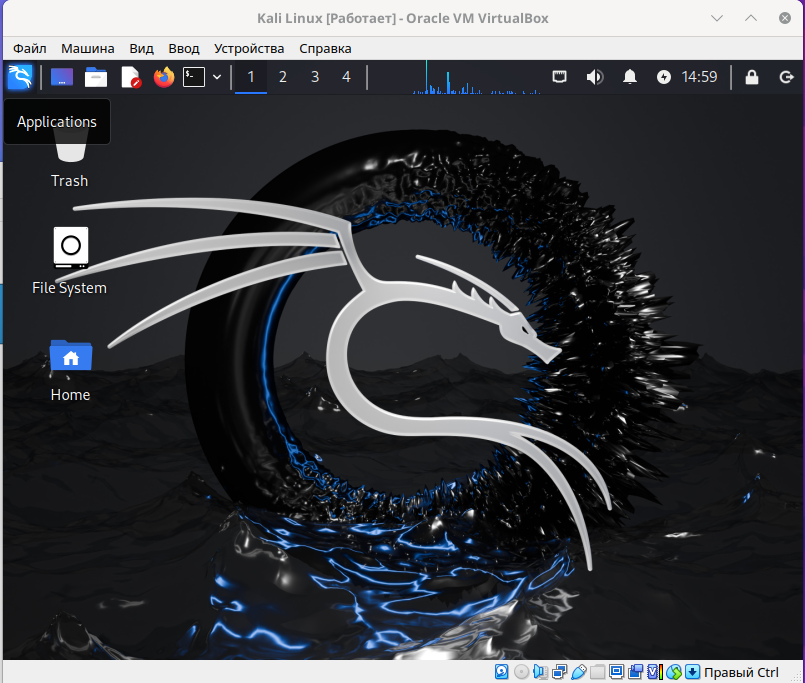 Kali Linux [Работает] - Oracle VM VirtualBox
Файл Машина Вид Ввод Устройства Справка
1 2 3 4 14:59
Applications
Trash
File System
Home
Правый Ctrl